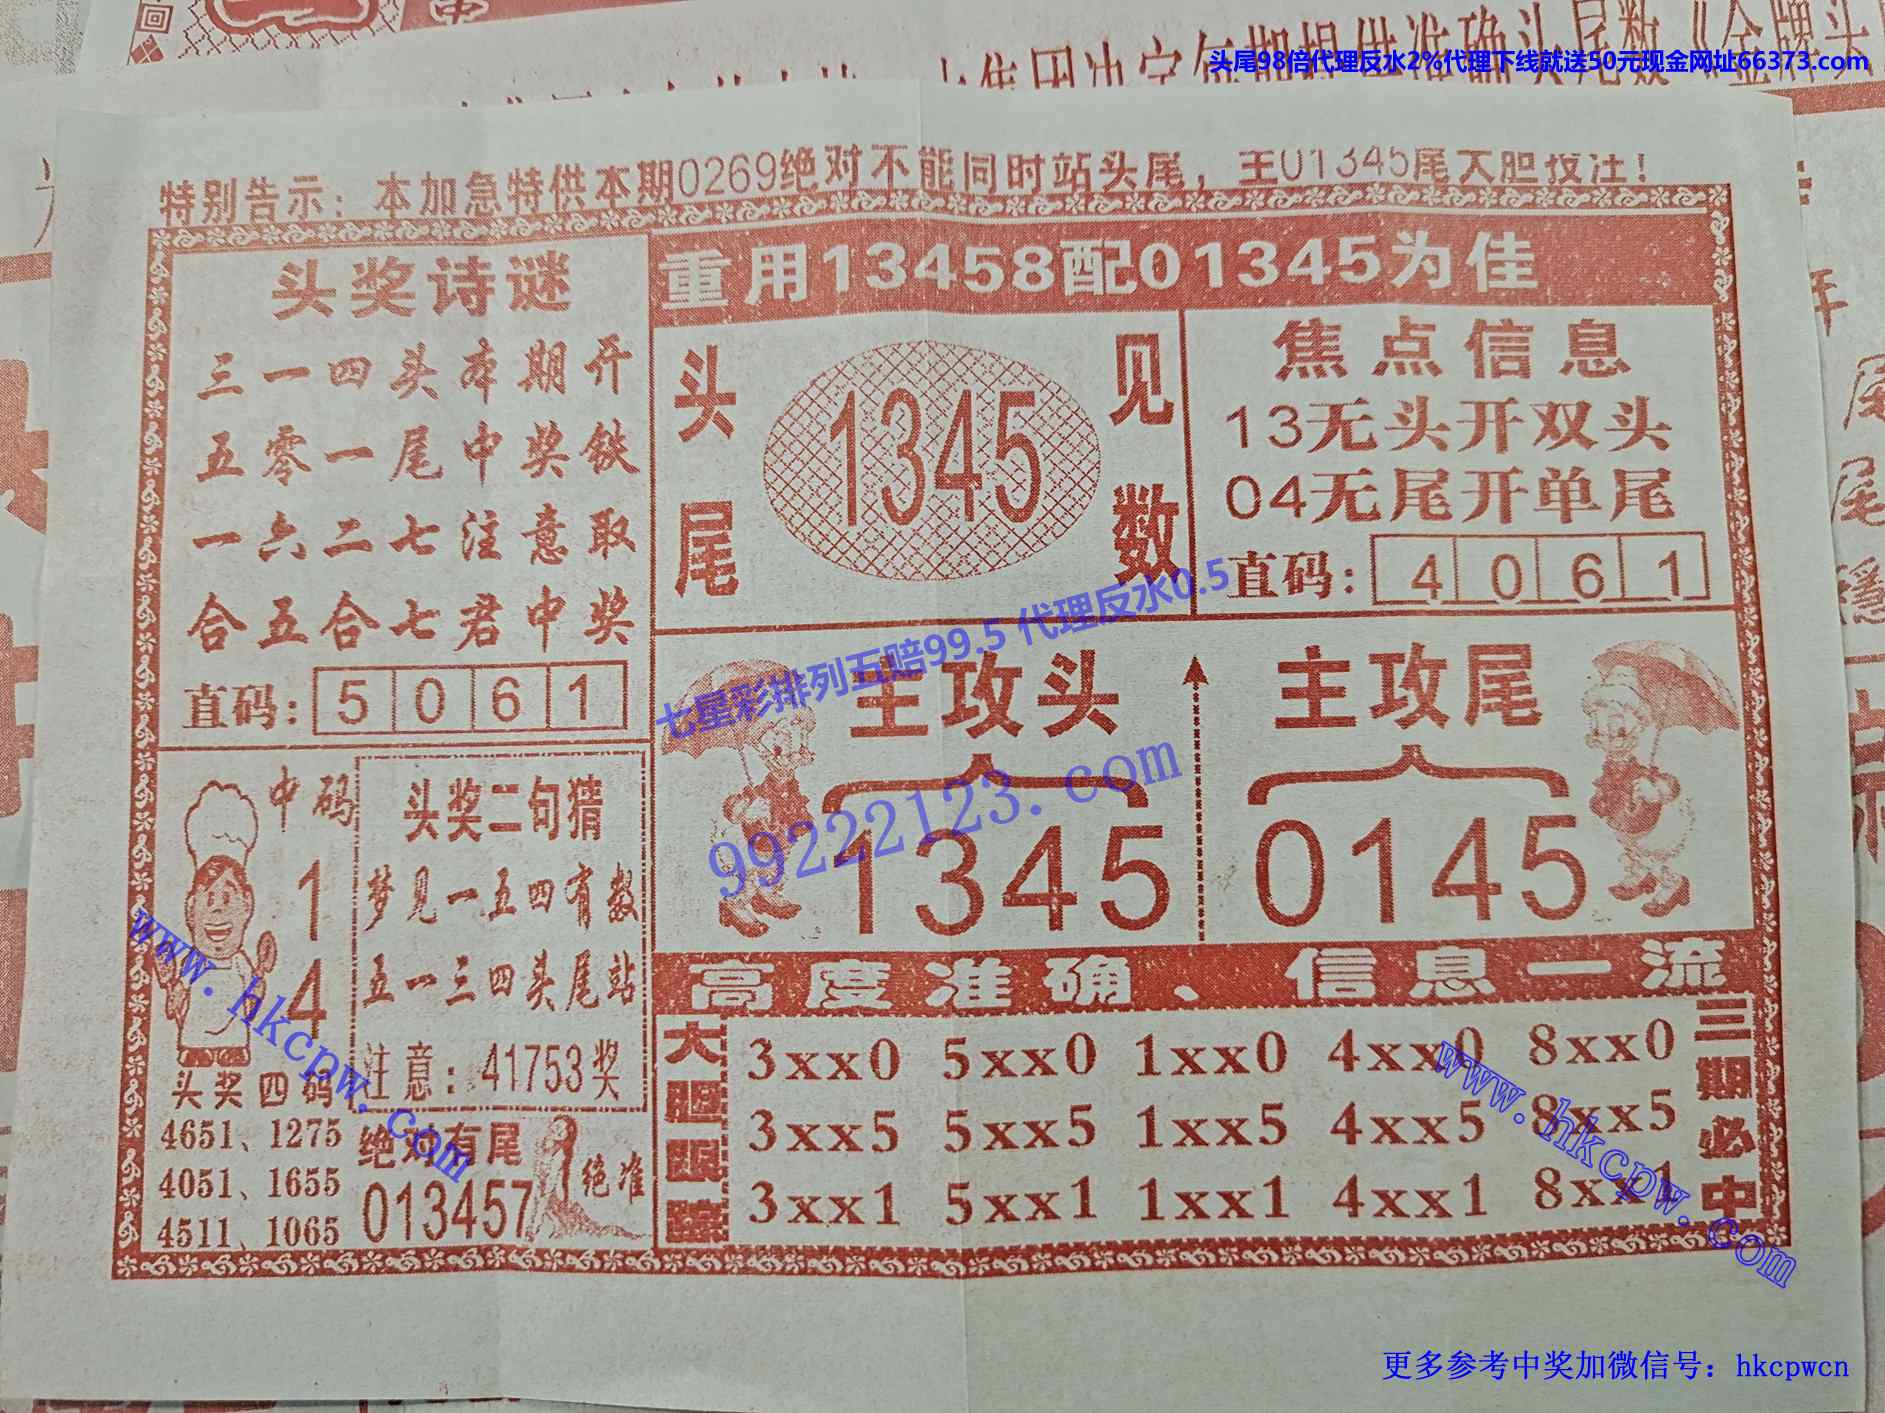 头尾98倍代理反水2%代理下线就送50元现金网址66373.com
特别告示：本加急特供本期0269绝对不能同时站头尾，主01345尾大胆投注！
头奖诗谜
三一四头本期开
五零一尾中奖铁
一六二七注意取
合五合七君中奖
直码：5061
重用13458配01345为佳
头尾
1345
见数
焦点信息
13无头开双头
04无尾开单尾
直码：4061
七星彩排列五赔99.5 代理反水0.5
99222123.com
主攻头
1345
主攻尾
0145
中码
1
4
头奖四码
4651、1275
4051、1655
4511、1065
头奖二句猜
梦见一五四有数
五一三四头尾站
注意：41753奖
绝对有尾
013457
绝准
高度准确、信息一流
大胆跟踪
3xx0 5xx0 1xx0 4xx0 8xx0
3xx5 5xx5 1xx5 4xx5 8xx5
3xx1 5xx1 1xx1 4xx1 8xx1
三期必中
www.hkcpw.com
www.hkcpw.com
更多参考中奖加微信号：hkcpwcn